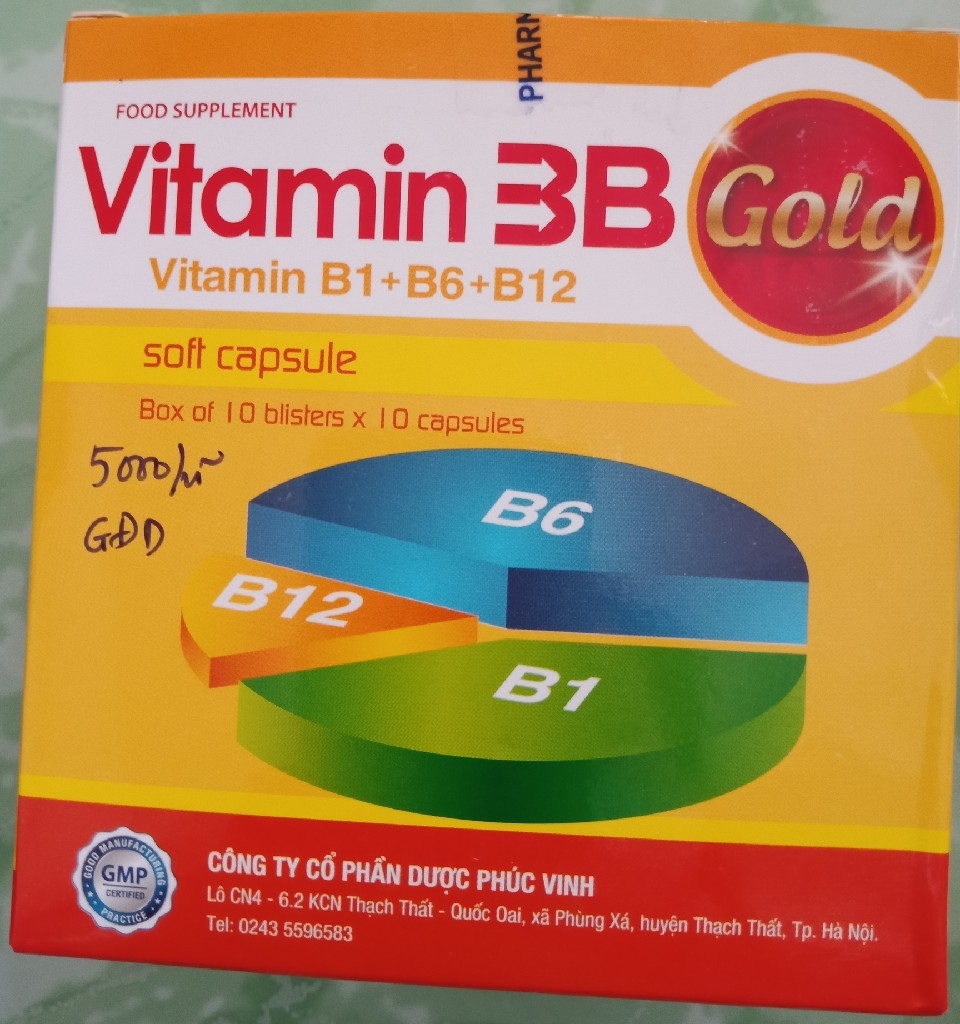 PHARM
FOOD SUPPLEMENT
Vitamin 3B
Gold
Vitamin B1+B6+B12
soft capsule
Box of 10 blisters x 10 capsules
5000/vỉ
GĐD
B6
B12
B1
GOOD MANUFACTURING
GMP
CERTIFIED
PRACTICE
CÔNG TY CỔ PHẦN DƯỢC PHÚC VINH
Lô CN4 - 6.2 KCN Thạch Thất - Quốc Oai, xã Phùng Xá, huyện Thạch Thất, Tp. Hà Nội.
Tel: 0243 5596583